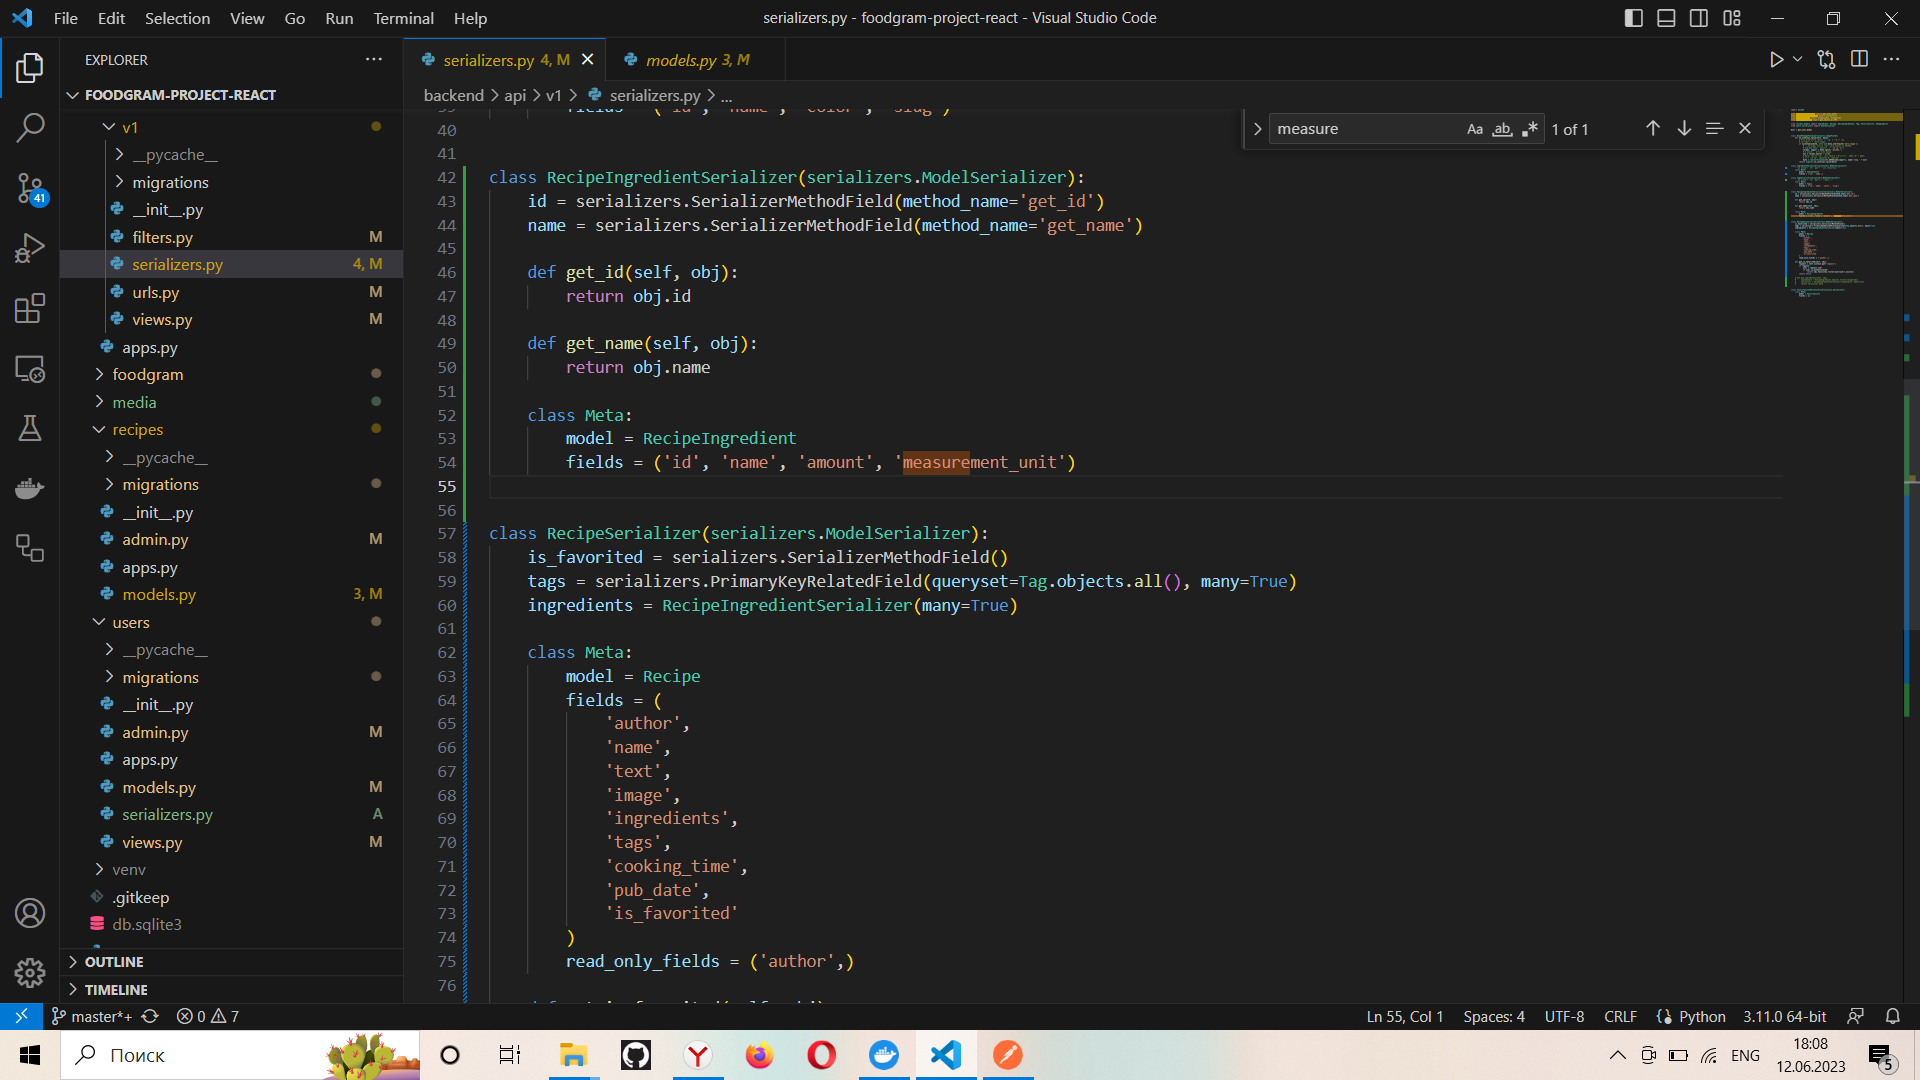 File Edit Selection View Go Run Terminal Help
serializers.py - foodgram-project-react - Visual Studio Code
EXPLORER
FOODGRAM-PROJECT-REACT
v1
__pycache__
migrations
__init__.py
filters.py M
serializers.py 4, M
urls.py M
views.py M
apps.py
foodgram
media
recipes
__pycache__
migrations
__init__.py
admin.py M
apps.py
models.py 3, M
users
__pycache__
migrations
__init__.py
admin.py M
apps.py
models.py M
serializers.py A
views.py M
venv
.gitkeep
db.sqlite3
OUTLINE
TIMELINE
41
serializers.py 4, M
models.py 3, M
backend > api > v1 > serializers.py > ...
measure
Aa ab 1 of 1
39 fields = ('id', 'name', 'color', 'slug')
40
41
42 class RecipeIngredientSerializer(serializers.ModelSerializer):
43 id = serializers.SerializerMethodField(method_name='get_id')
44 name = serializers.SerializerMethodField(method_name='get_name')
45
46 def get_id(self, obj):
47 return obj.id
48
49 def get_name(self, obj):
50 return obj.name
51
52 class Meta:
53 model = RecipeIngredient
54 fields = ('id', 'name', 'amount', 'measurement_unit')
55
56
57 class RecipeSerializer(serializers.ModelSerializer):
58 is_favorited = serializers.SerializerMethodField()
59 tags = serializers.PrimaryKeyRelatedField(queryset=Tag.objects.all(), many=True)
60 ingredients = RecipeIngredientSerializer(many=True)
61
62 class Meta:
63 model = Recipe
64 fields = (
65 'author',
66 'name',
67 'text',
68 'image',
69 'ingredients',
70 'tags',
71 'cooking_time',
72 'pub_date',
73 'is_favorited'
74 )
75 read_only_fields = ('author',)
76
master*+ 0 7
Ln 55, Col 1 Spaces: 4 UTF-8 CRLF Python 3.11.0 64-bit
Поиск
ENG
18:08
12.06.2023
5